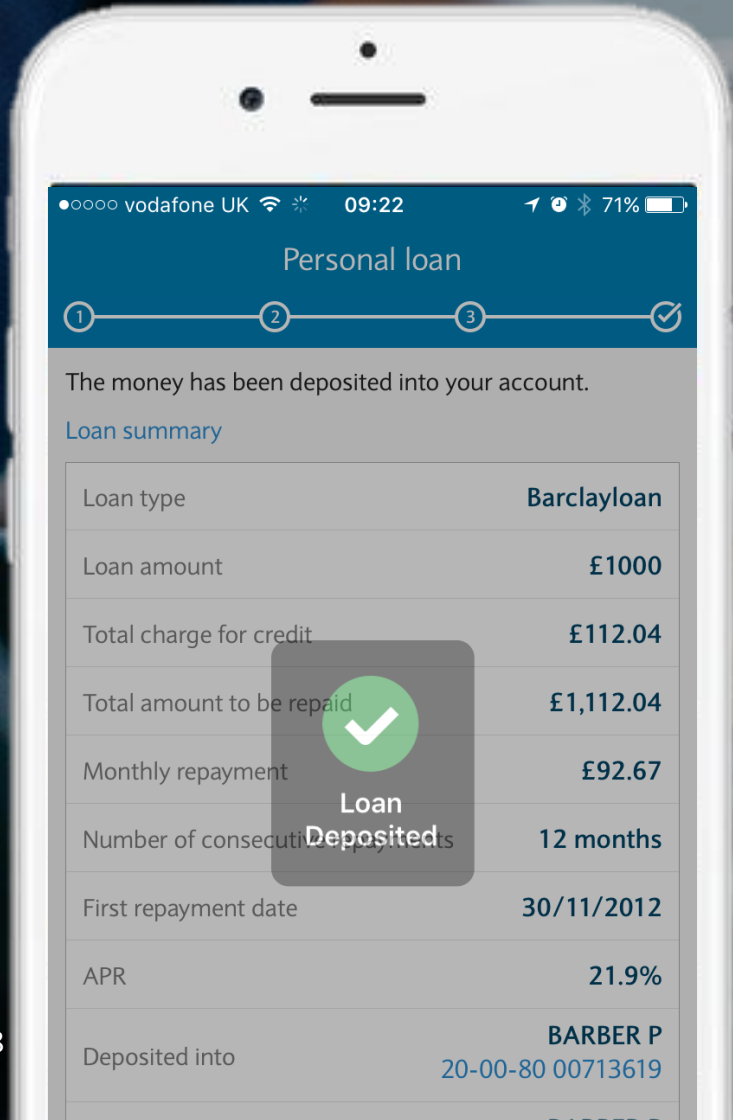 vodafone UK 09:22 71%
Personal loan
1 2 3
The money has been deposited into your account.
Loan summary
Loan type Barclayloan
Loan amount £1000
Total charge for credit £112.04
Total amount to be repaid £1,112.04
Monthly repayment £92.67
Number of consecutive repayments 12 months
Loan
Deposited
First repayment date 30/11/2012
APR 21.9%
Deposited into BARBER P
20-00-80 00713619